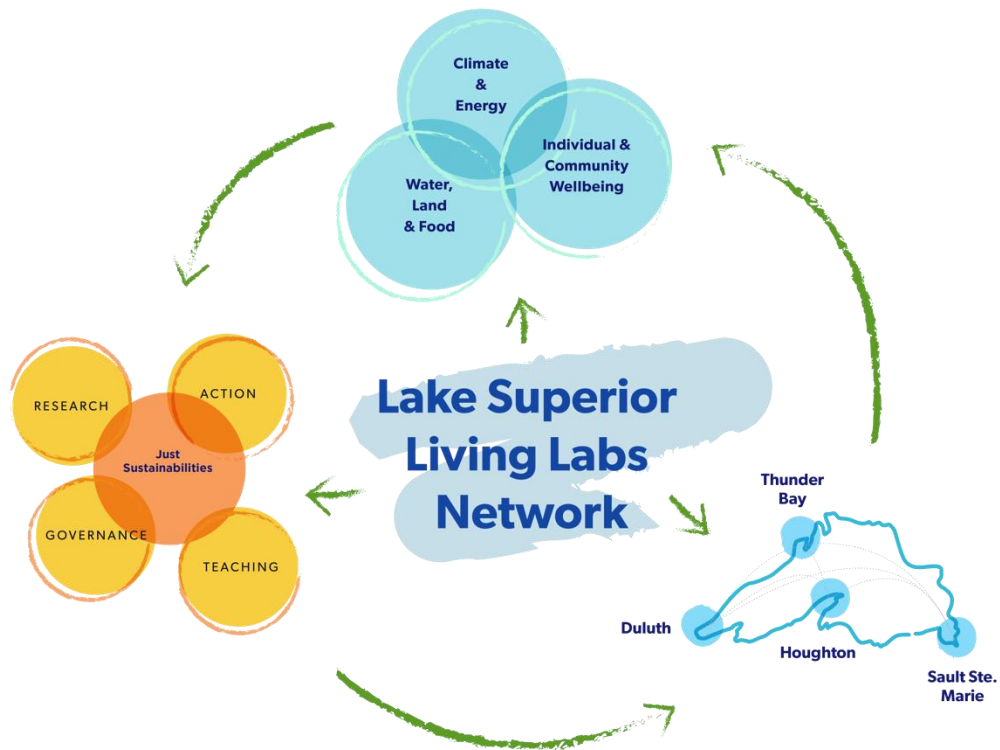 Climate
&
Energy
Individual &
Community
Wellbeing
Water,
Land
& Food
RESEARCH
ACTION
Just
Sustainabilities
GOVERNANCE
TEACHING
Lake Superior
Living Labs
Network
Thunder
Bay
Duluth
Houghton
Sault Ste.
Marie